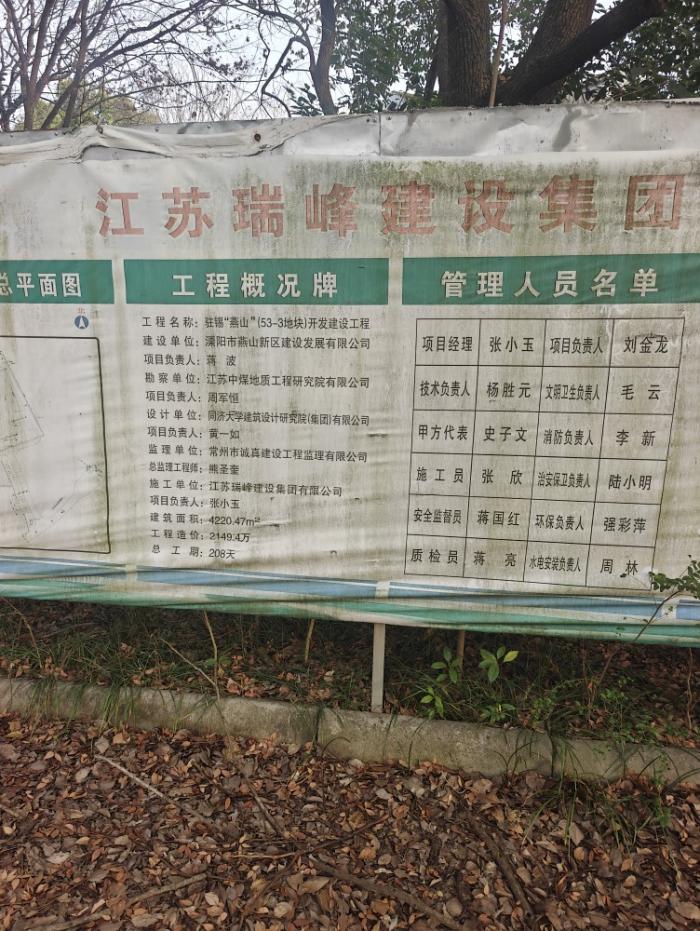 江苏瑞峰建设集团
总平面图
北
工程概况牌
工程名称：驻锡“燕山”(53-3地块)开发建设工程
建设单位：溧阳市燕山新区建设发展有限公司
项目负责人：蒋 波
勘察单位：江苏中煤地质工程研究院有限公司
项目负责人：周军恒
设计单位：同济大学建筑设计研究院(集团)有限公司
项目负责人：黄一如
监理单位：常州市诚真建设工程监理有限公司
总监理工程师：熊圣奎
施工单位：江苏瑞峰建设集团有限公司
项目负责人：张小玉
建筑面积：4220.47m²
工程造价：2149.4万
总 工 期：208天
管理人员名单
项目经理 张小玉 项目负责人 刘金龙
技术负责人 杨胜元 文明卫生负责人 毛 云
甲方代表 史子文 消防负责人 李 新
施工员 张 欣 治安保卫负责人 陆小明
安全监督员 蒋国红 环保负责人 强彩萍
质检员 蒋 亮 水电安装负责人 周 林